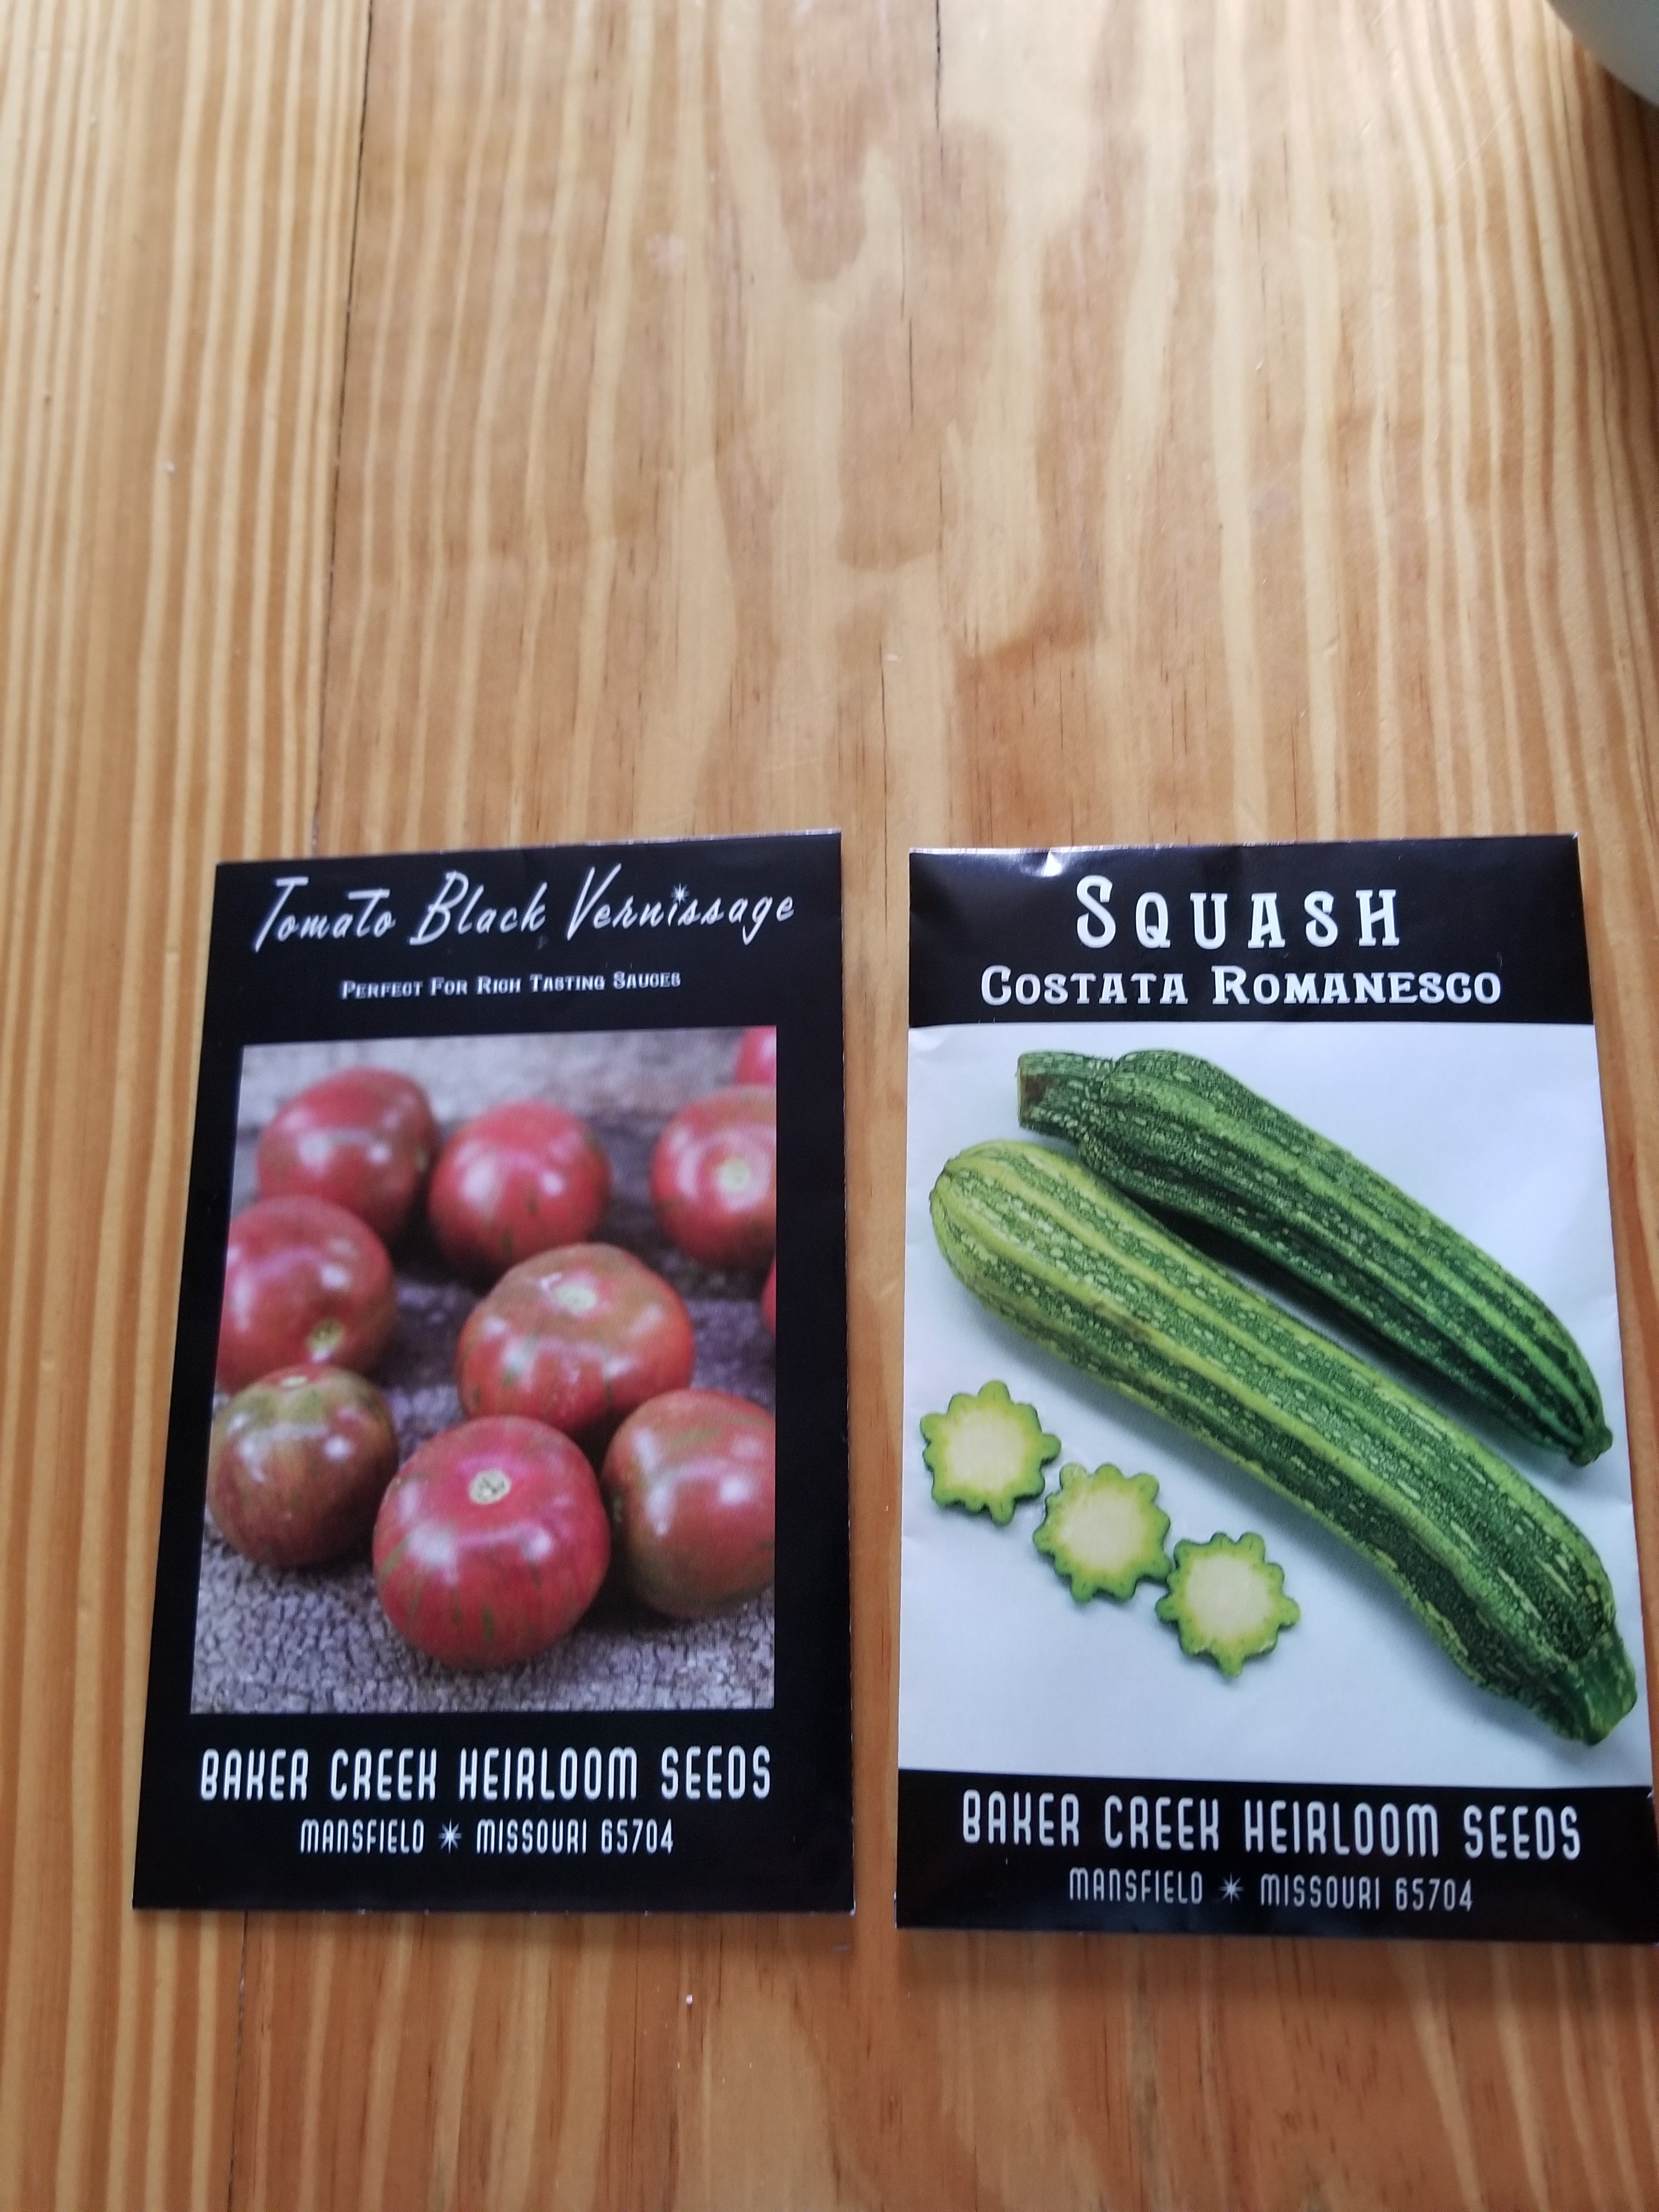 Tomato Black Vernissage
Perfect For Rich Tasting Sauces
BAKER CREEK HEIRLOOM SEEDS
MANSFIELD ✴ MISSOURI 65704
SQUASH
COSTATA ROMANESCO
BAKER CREEK HEIRLOOM SEEDS
MANSFIELD ✴ MISSOURI 65704